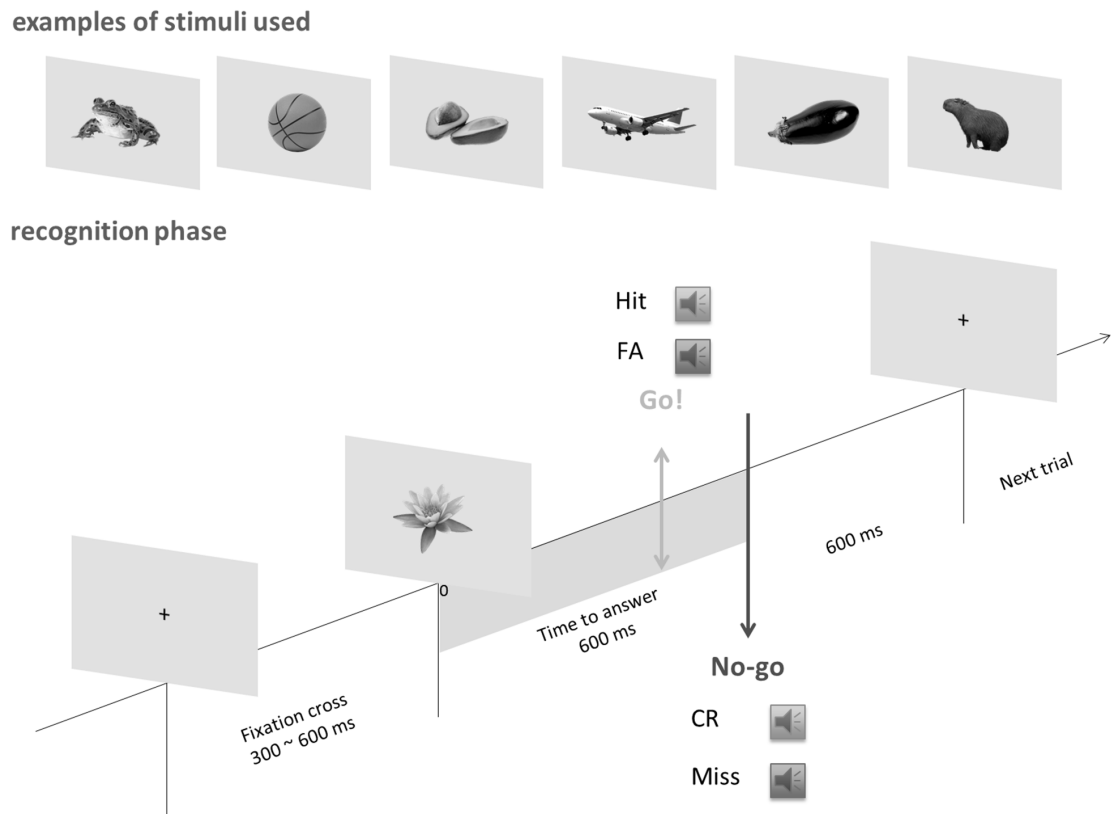 examples of stimuli used
recognition phase
Hit
FA
Go!
Next trial
600 ms
0
Time to answer
600 ms
No-go
Fixation cross
300 ~ 600 ms
CR
Miss